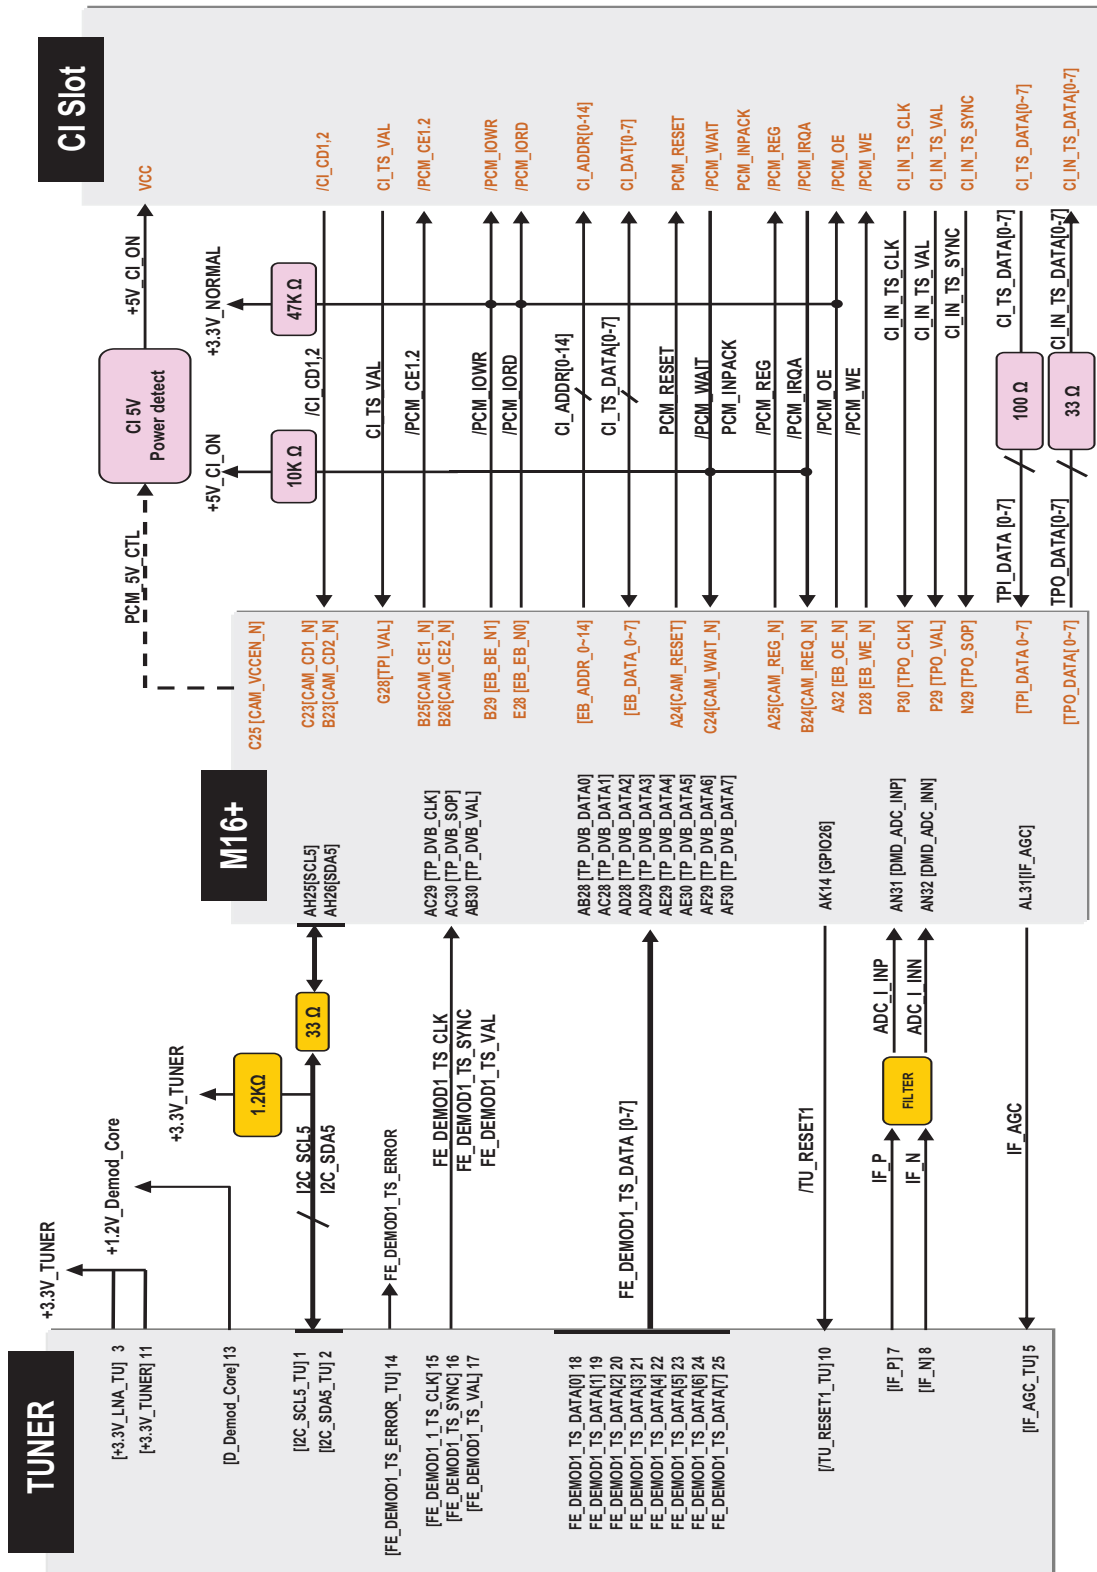 TUNER
[+3.3V_LNA_TU] 3
[+3.3V_TUNER] 11
[D_Demod_Core] 13
[I2C_SCL5_TU] 1
[I2C_SDA5_TU] 2
[FE_DEMOD1_TS_ERROR_TU] 14
[FE_DEMOD1_1_TS_CLK] 15
[FE_DEMOD1_TS_SYNC] 16
[FE_DEMOD1_TS_VAL] 17
FE_DEMOD1_TS_DATA[0] 18
FE_DEMOD1_TS_DATA[1] 19
FE_DEMOD1_TS_DATA[2] 20
FE_DEMOD1_TS_DATA[3] 21
FE_DEMOD1_TS_DATA[4] 22
FE_DEMOD1_TS_DATA[5] 23
FE_DEMOD1_TS_DATA[6] 24
FE_DEMOD1_TS_DATA[7] 25
[/TU_RESET1_TU] 10
[IF_P] 7
[IF_N] 8
[IF_AGC_TU] 5
+3.3V_TUNER
+1.2V_Demod_Core
+3.3V_TUNER
1.2KΩ
33 Ω
I2C_SCL5
I2C_SDA5
FE_DEMOD1_TS_ERROR
FE_DEMOD1_TS_CLK
FE_DEMOD1_TS_SYNC
FE_DEMOD1_TS_VAL
FE_DEMOD1_TS_DATA [0-7]
/TU_RESET1
IF_P
IF_N
FILTER
ADC_I_INP
ADC_I_INN
IF_AGC
M16+
AH25[SCL5]
AH26[SDA5]
AC29 [TP_DVB_CLK]
AC30 [TP_DVB_SOP]
AB30 [TP_DVB_VAL]
AB28 [TP_DVB_DATA0]
AC28 [TP_DVB_DATA1]
AD28 [TP_DVB_DATA2]
AD29 [TP_DVB_DATA3]
AE29 [TP_DVB_DATA4]
AE30 [TP_DVB_DATA5]
AF29 [TP_DVB_DATA6]
AF30 [TP_DVB_DATA7]
AK14 [GPIO26]
AN31 [DMD_ADC_INP]
AN32 [DMD_ADC_INN]
AL31[IF_AGC]
C25 [CAM_VCCEN_N]
C23[CAM_CD1_N]
B23[CAM_CD2_N]
G28[TPI_VAL]
B25[CAM_CE1_N]
B26[CAM_CE2_N]
B29 [EB_BE_N1]
E28 [EB_EB_N0]
[EB_ADDR_0~14]
[EB_DATA_0~7]
A24[CAM_RESET]
C24[CAM_WAIT_N]
A25[CAM_REG_N]
B24[CAM_IREQ_N]
A32 [EB_OE_N]
D28 [EB_WE_N]
P30 [TPO_CLK]
P29 [TPO_VAL]
N29 [TPO_SOP]
[TPI_DATA 0~7]
[TPO_DATA[ 0~7]
PCM_5V_CTL
CI 5V
Power detect
+5V_CI_ON
+5V_CI_ON
10K Ω
+3.3V_NORMAL
47K Ω
/CI_CD1,2
CI_TS_VAL
/PCM_CE1.2
/PCM_IOWR
/PCM_IORD
CI_ADDR[0-14]
CI_TS_DATA[0-7]
PCM_RESET
/PCM_WAIT
PCM_INPACK
/PCM_REG
/PCM_IRQA
/PCM_OE
/PCM_WE
CI_IN_TS_CLK
CI_IN_TS_VAL
CI_IN_TS_SYNC
TPI_DATA [0-7]
100 Ω
CI_TS_DATA[0-7]
TPO_DATA[0-7]
33 Ω
CI_IN_TS_DATA[0-7]
CI Slot
VCC
/CI_CD1,2
CI_TS_VAL
/PCM_CE1.2
/PCM_IOWR
/PCM_IORD
CI_ADDR[0-14]
CI_DAT[0-7]
PCM_RESET
/PCM_WAIT
PCM_INPACK
/PCM_REG
/PCM_IRQA
/PCM_OE
/PCM_WE
CI_IN_TS_CLK
CI_IN_TS_VAL
CI_IN_TS_SYNC
CI_TS_DATA[0~7]
CI_IN_TS_DATA[0-7]